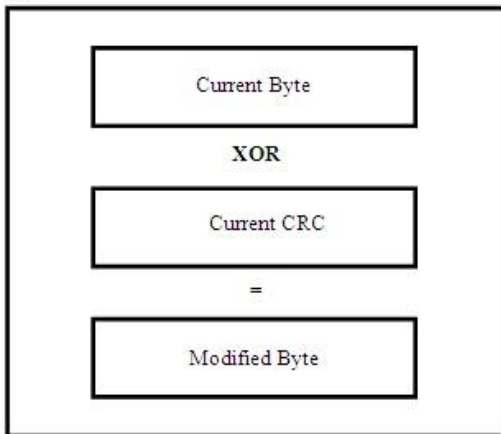 Current Byte
XOR
Current CRC
=
Modified Byte